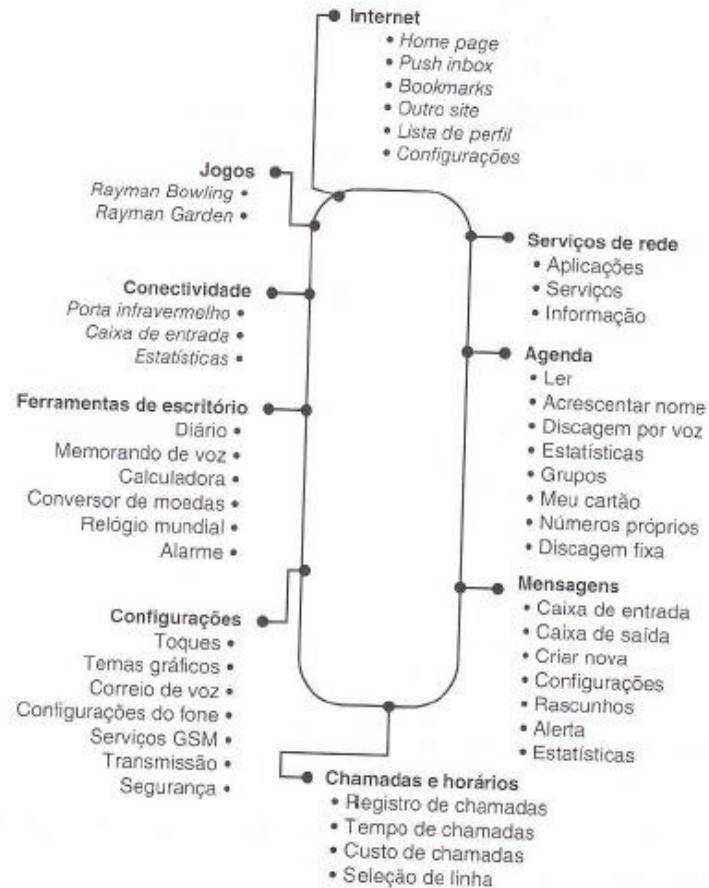 Internet
• Home page
• Push inbox
• Bookmarks
• Outro site
• Lista de perfil
• Configurações
Jogos
Rayman Bowling •
Rayman Garden •
Conectividade
Porta infravermelho •
Caixa de entrada •
Estatísticas •
Ferramentas de escritório
Diário •
Memorando de voz •
Calculadora •
Conversor de moedas •
Relógio mundial •
Alarme •
Configurações
Toques •
Temas gráficos •
Correio de voz •
Configurações do fone •
Serviços GSM •
Transmissão •
Segurança •
Serviços de rede
• Aplicações
• Serviços
• Informação
Agenda
• Ler
• Acrescentar nome
• Discagem por voz
• Estatísticas
• Grupos
• Meu cartão
• Números próprios
• Discagem fixa
Mensagens
• Caixa de entrada
• Caixa de saída
• Criar nova
• Configurações
• Rascunhos
• Alerta
• Estatísticas
Chamadas e horários
• Registro de chamadas
• Tempo de chamadas
• Custo de chamadas
• Seleção de linha